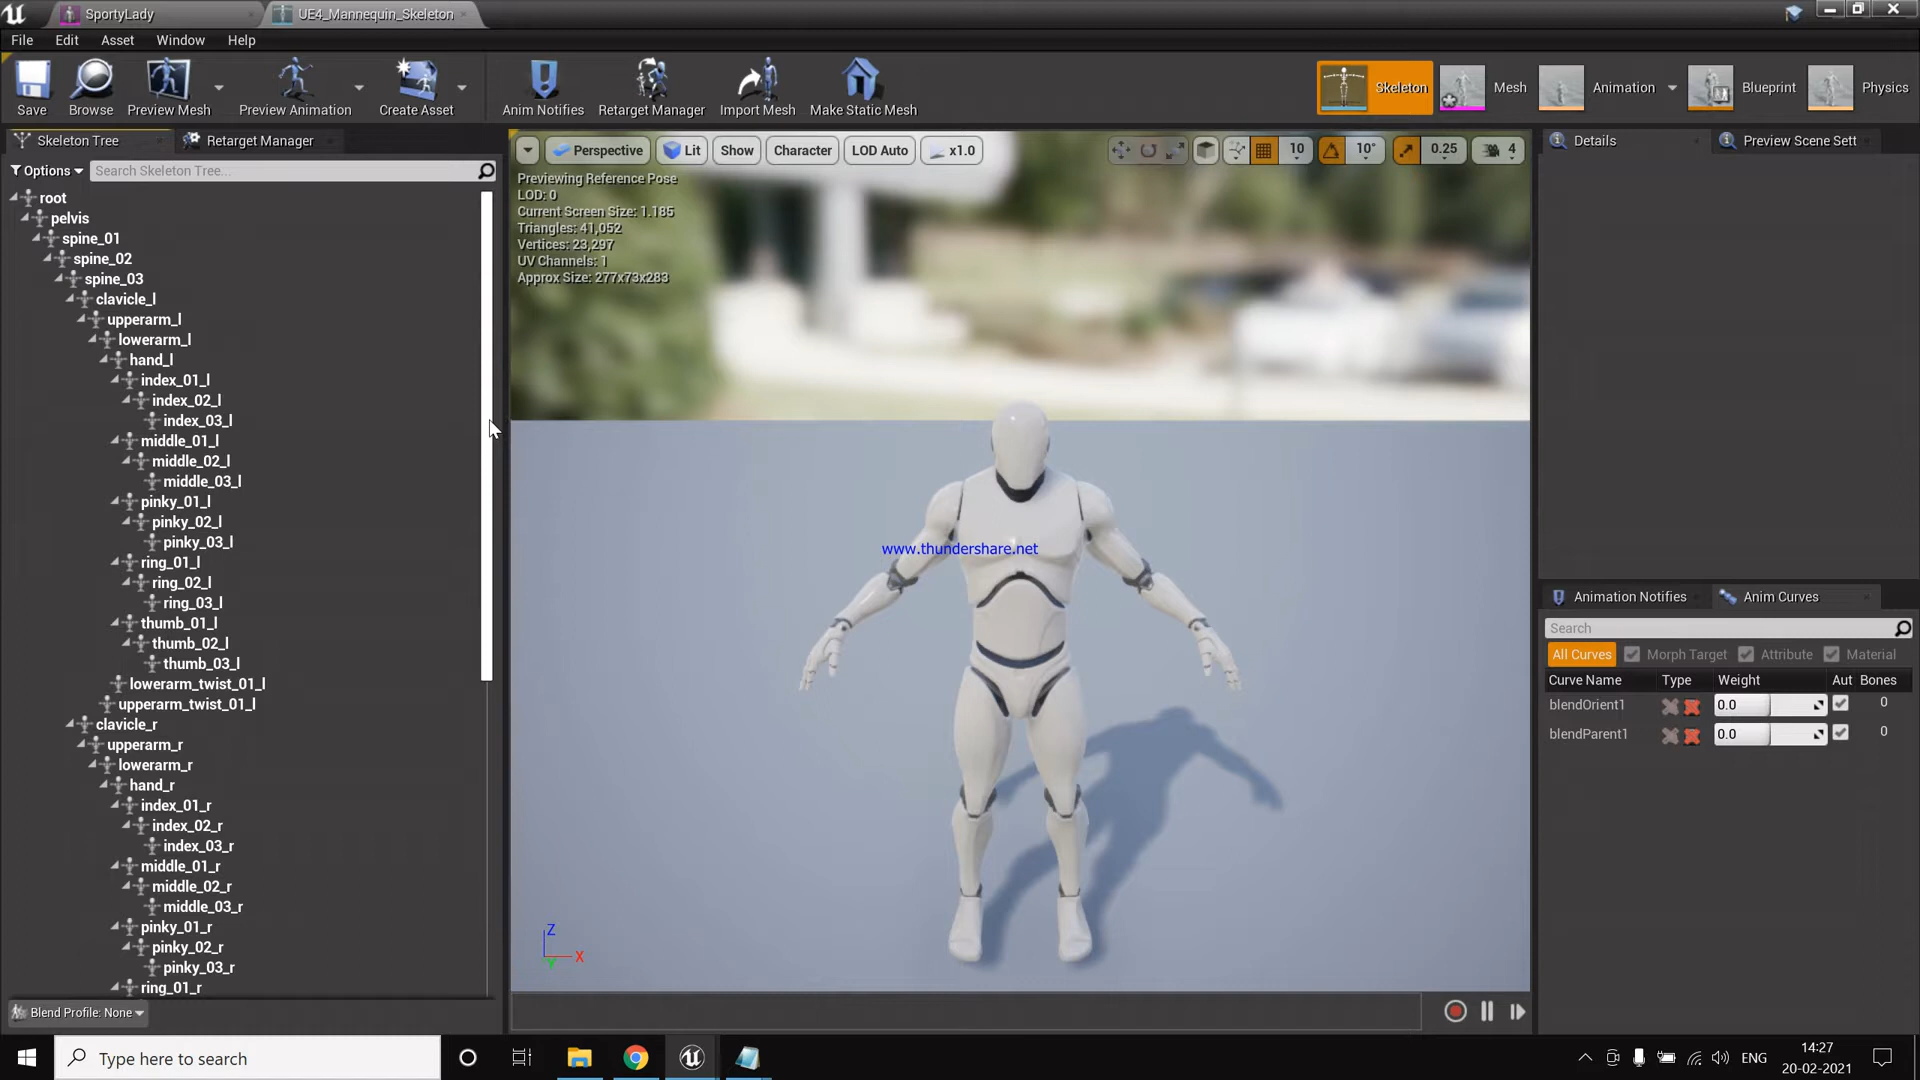 SportyLady
UE4_Mannequin_Skeleton
File Edit Asset Window Help
Save Browse Preview Mesh Preview Animation Create Asset Anim Notifies Retarget Manager Import Mesh Make Static Mesh
Skeleton Mesh Animation Blueprint Physics
Skeleton Tree Retarget Manager
Options Search Skeleton Tree...
root
pelvis
spine_01
spine_02
spine_03
clavicle_l
upperarm_l
lowerarm_l
hand_l
index_01_l
index_02_l
index_03_l
middle_01_l
middle_02_l
middle_03_l
pinky_01_l
pinky_02_l
pinky_03_l
ring_01_l
ring_02_l
ring_03_l
thumb_01_l
thumb_02_l
thumb_03_l
lowerarm_twist_01_l
upperarm_twist_01_l
clavicle_r
upperarm_r
lowerarm_r
hand_r
index_01_r
index_02_r
index_03_r
middle_01_r
middle_02_r
middle_03_r
pinky_01_r
pinky_02_r
pinky_03_r
ring_01_r
Blend Profile: None
Perspective Lit Show Character LOD Auto x1.0
10 10° 0.25 4
Previewing Reference Pose
LOD: 0
Current Screen Size: 1.185
Triangles: 41,052
Vertices: 23,297
UV Channels: 1
Approx Size: 277x73x283
www.thundershare.net
Z
X
Y
Details Preview Scene Sett
Animation Notifies Anim Curves
Search
All Curves Morph Target Attribute Material
Curve Name Type Weight Aut Bones
blendOrient1 0.0 0
blendParent1 0.0 0
Type here to search
ENG
14:27
20-02-2021